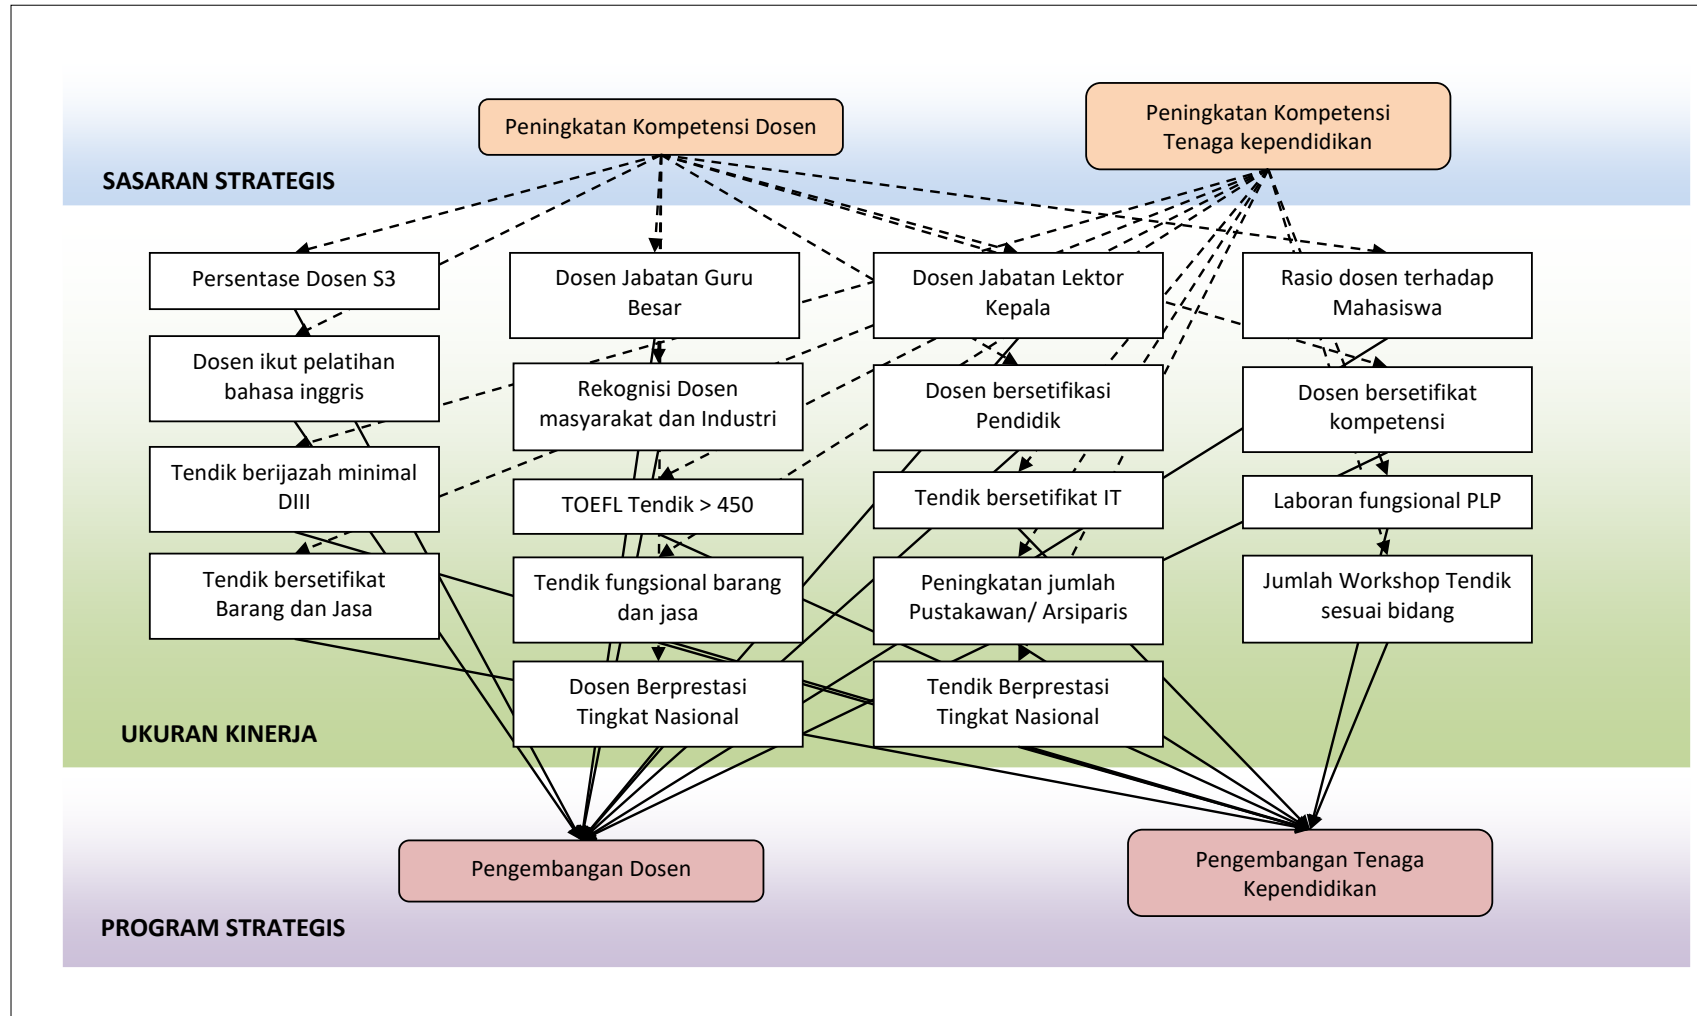 Peningkatan Kompetensi Dosen
Peningkatan Kompetensi
Tenaga kependidikan
SASARAN STRATEGIS
Persentase Dosen S3
Dosen Jabatan Guru
Besar
Dosen Jabatan Lektor
Kepala
Rasio dosen terhadap
Mahasiswa
Dosen ikut pelatihan
bahasa inggris
Rekognisi Dosen
masyarakat dan Industri
Dosen bersetifikasi
Pendidik
Dosen bersetifikat
kompetensi
Tendik berijazah minimal
DIII
TOEFL Tendik > 450
Tendik bersetifikat IT
Laboran fungsional PLP
Tendik bersetifikat
Barang dan Jasa
Tendik fungsional barang
dan jasa
Peningkatan jumlah
Pustakawan/ Arsiparis
Jumlah Workshop Tendik
sesuai bidang
Dosen Berprestasi
Tingkat Nasional
Tendik Berprestasi
Tingkat Nasional
UKURAN KINERJA
Pengembangan Dosen
Pengembangan Tenaga
Kependidikan
PROGRAM STRATEGIS